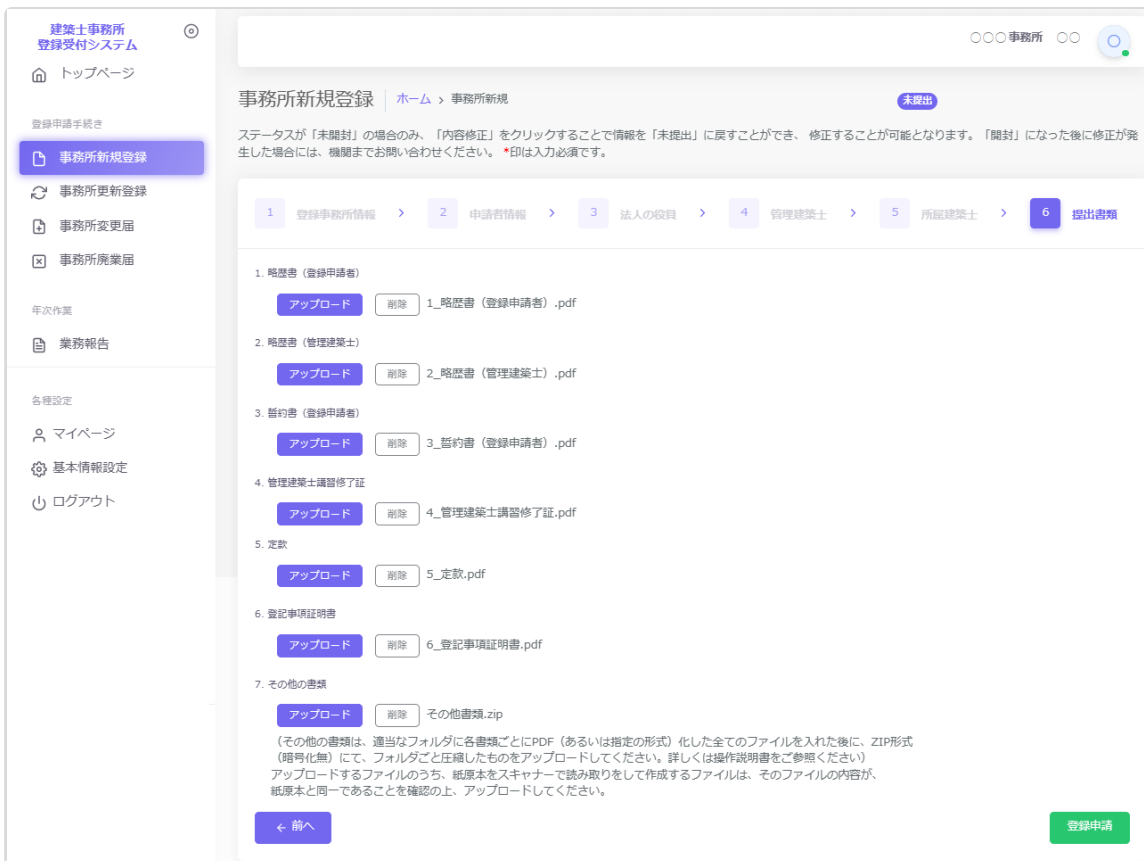 建築士事務所
登録受付システム
トップページ
登録申請手続き
事務所新規登録
事務所更新登録
事務所変更届
事務所廃業届
年次作業
業務報告
各種設定
マイページ
基本情報設定
ログアウト
○○○事務所 ○○
事務所新規登録 ホーム > 事務所新規
未提出
ステータスが「未開封」の場合のみ、「内容修正」をクリックすることで情報を「未提出」に戻すことができ、 修正することが可能となります。「開封」になった後に修正が発
生した場合には、機関までお問い合わせください。 *印は入力必須です。
1 登録事務所情報 > 2 申請者情報 > 3 法人の役員 > 4 管理建築士 > 5 所属建築士 > 6 提出書類
1. 略歴書（登録申請者）
アップロード 削除 1_略歴書（登録申請者）.pdf
2. 略歴書（管理建築士）
アップロード 削除 2_略歴書（管理建築士）.pdf
3. 誓約書（登録申請者）
アップロード 削除 3_誓約書（登録申請者）.pdf
4. 管理建築士講習修了証
アップロード 削除 4_管理建築士講習修了証.pdf
5. 定款
アップロード 削除 5_定款.pdf
6. 登記事項証明書
アップロード 削除 6_登記事項証明書.pdf
7. その他の書類
アップロード 削除 その他書類.zip
（その他の書類は、適当なフォルダに各書類ごとにPDF（あるいは指定の形式）化した全てのファイルを入れた後に、ZIP形式
（暗号化無）にて、フォルダごと圧縮したものをアップロードしてください。詳しくは操作説明書をご参照ください）
アップロードするファイルのうち、紙原本をスキャナーで読み取りをして作成するファイルは、そのファイルの内容が、
紙原本と同一であることを確認の上、アップロードしてください。
← 前へ
登録申請